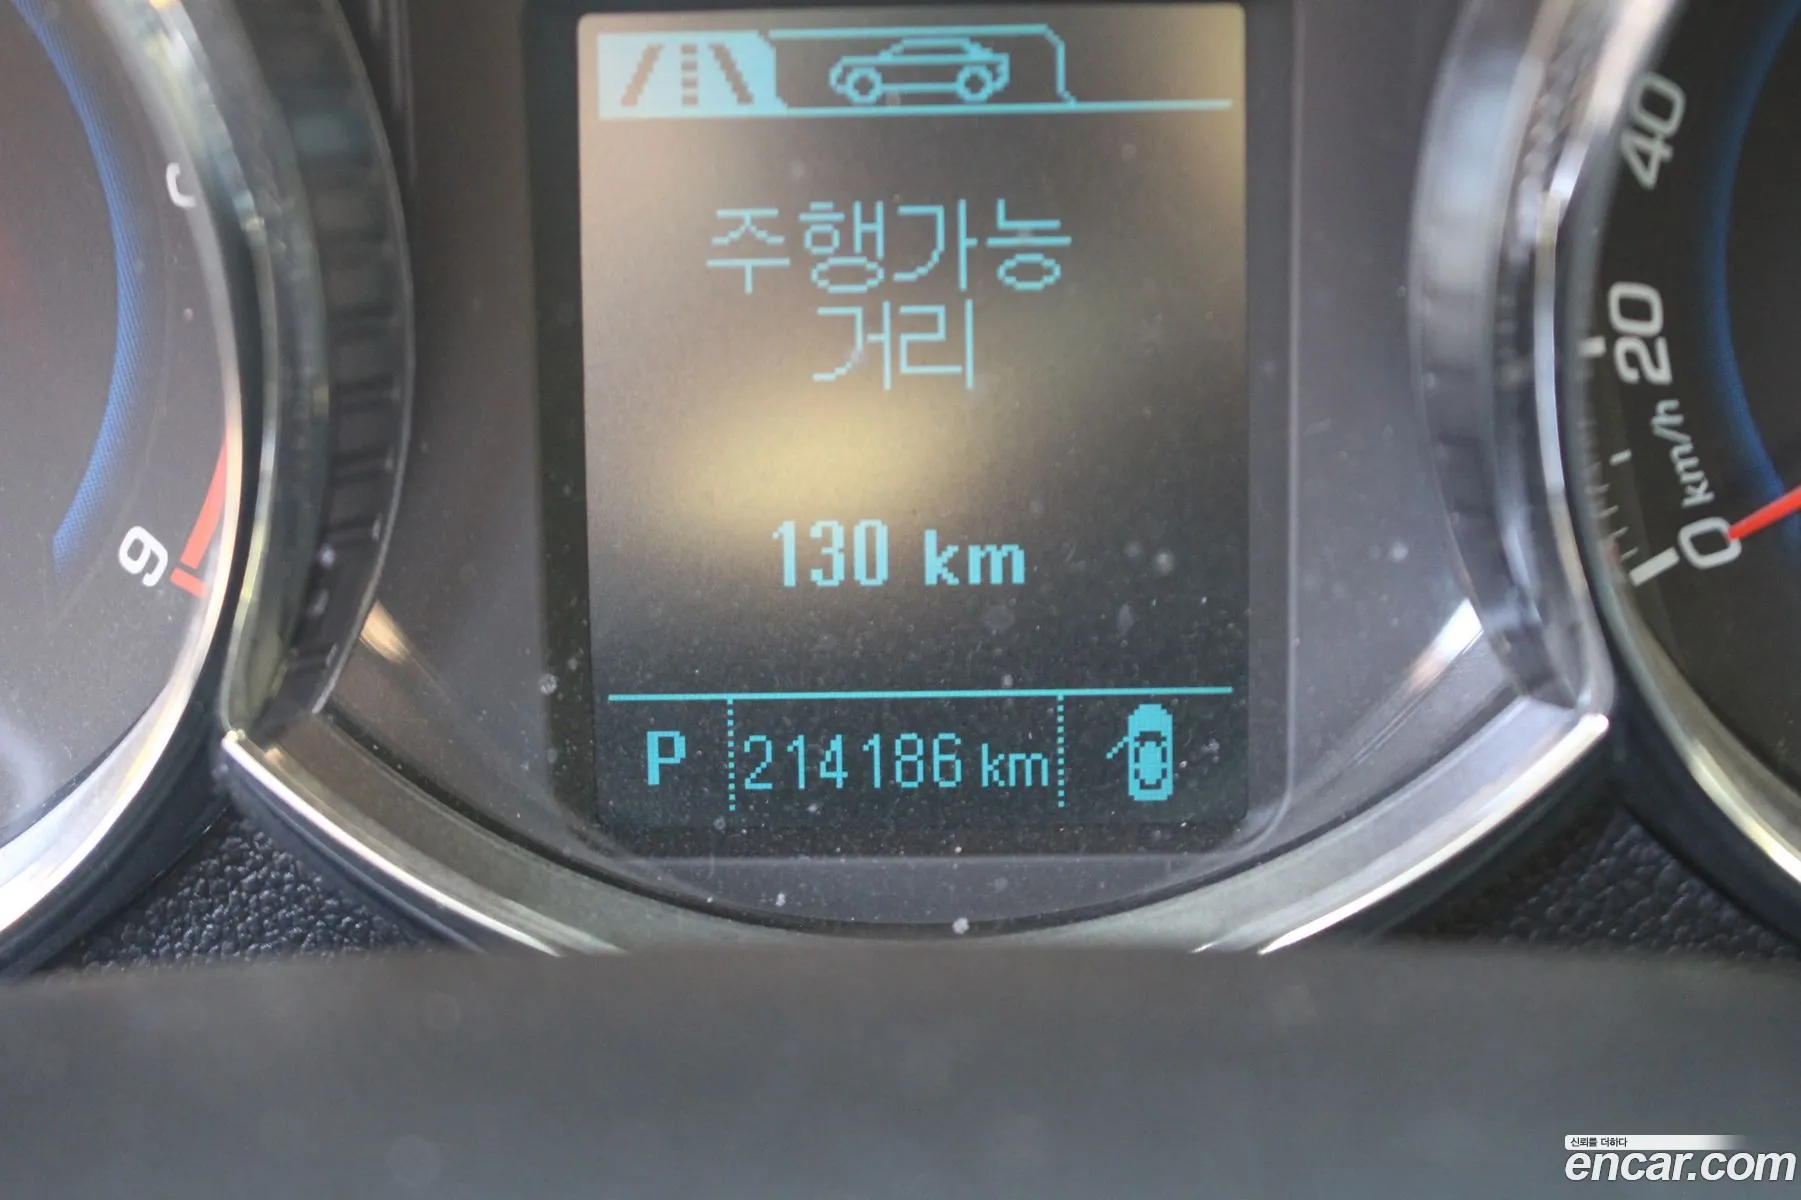 주행가능
거리
130 km
P 214186 km
6
40
20
0 km/h
신뢰를 더하다
encar.com